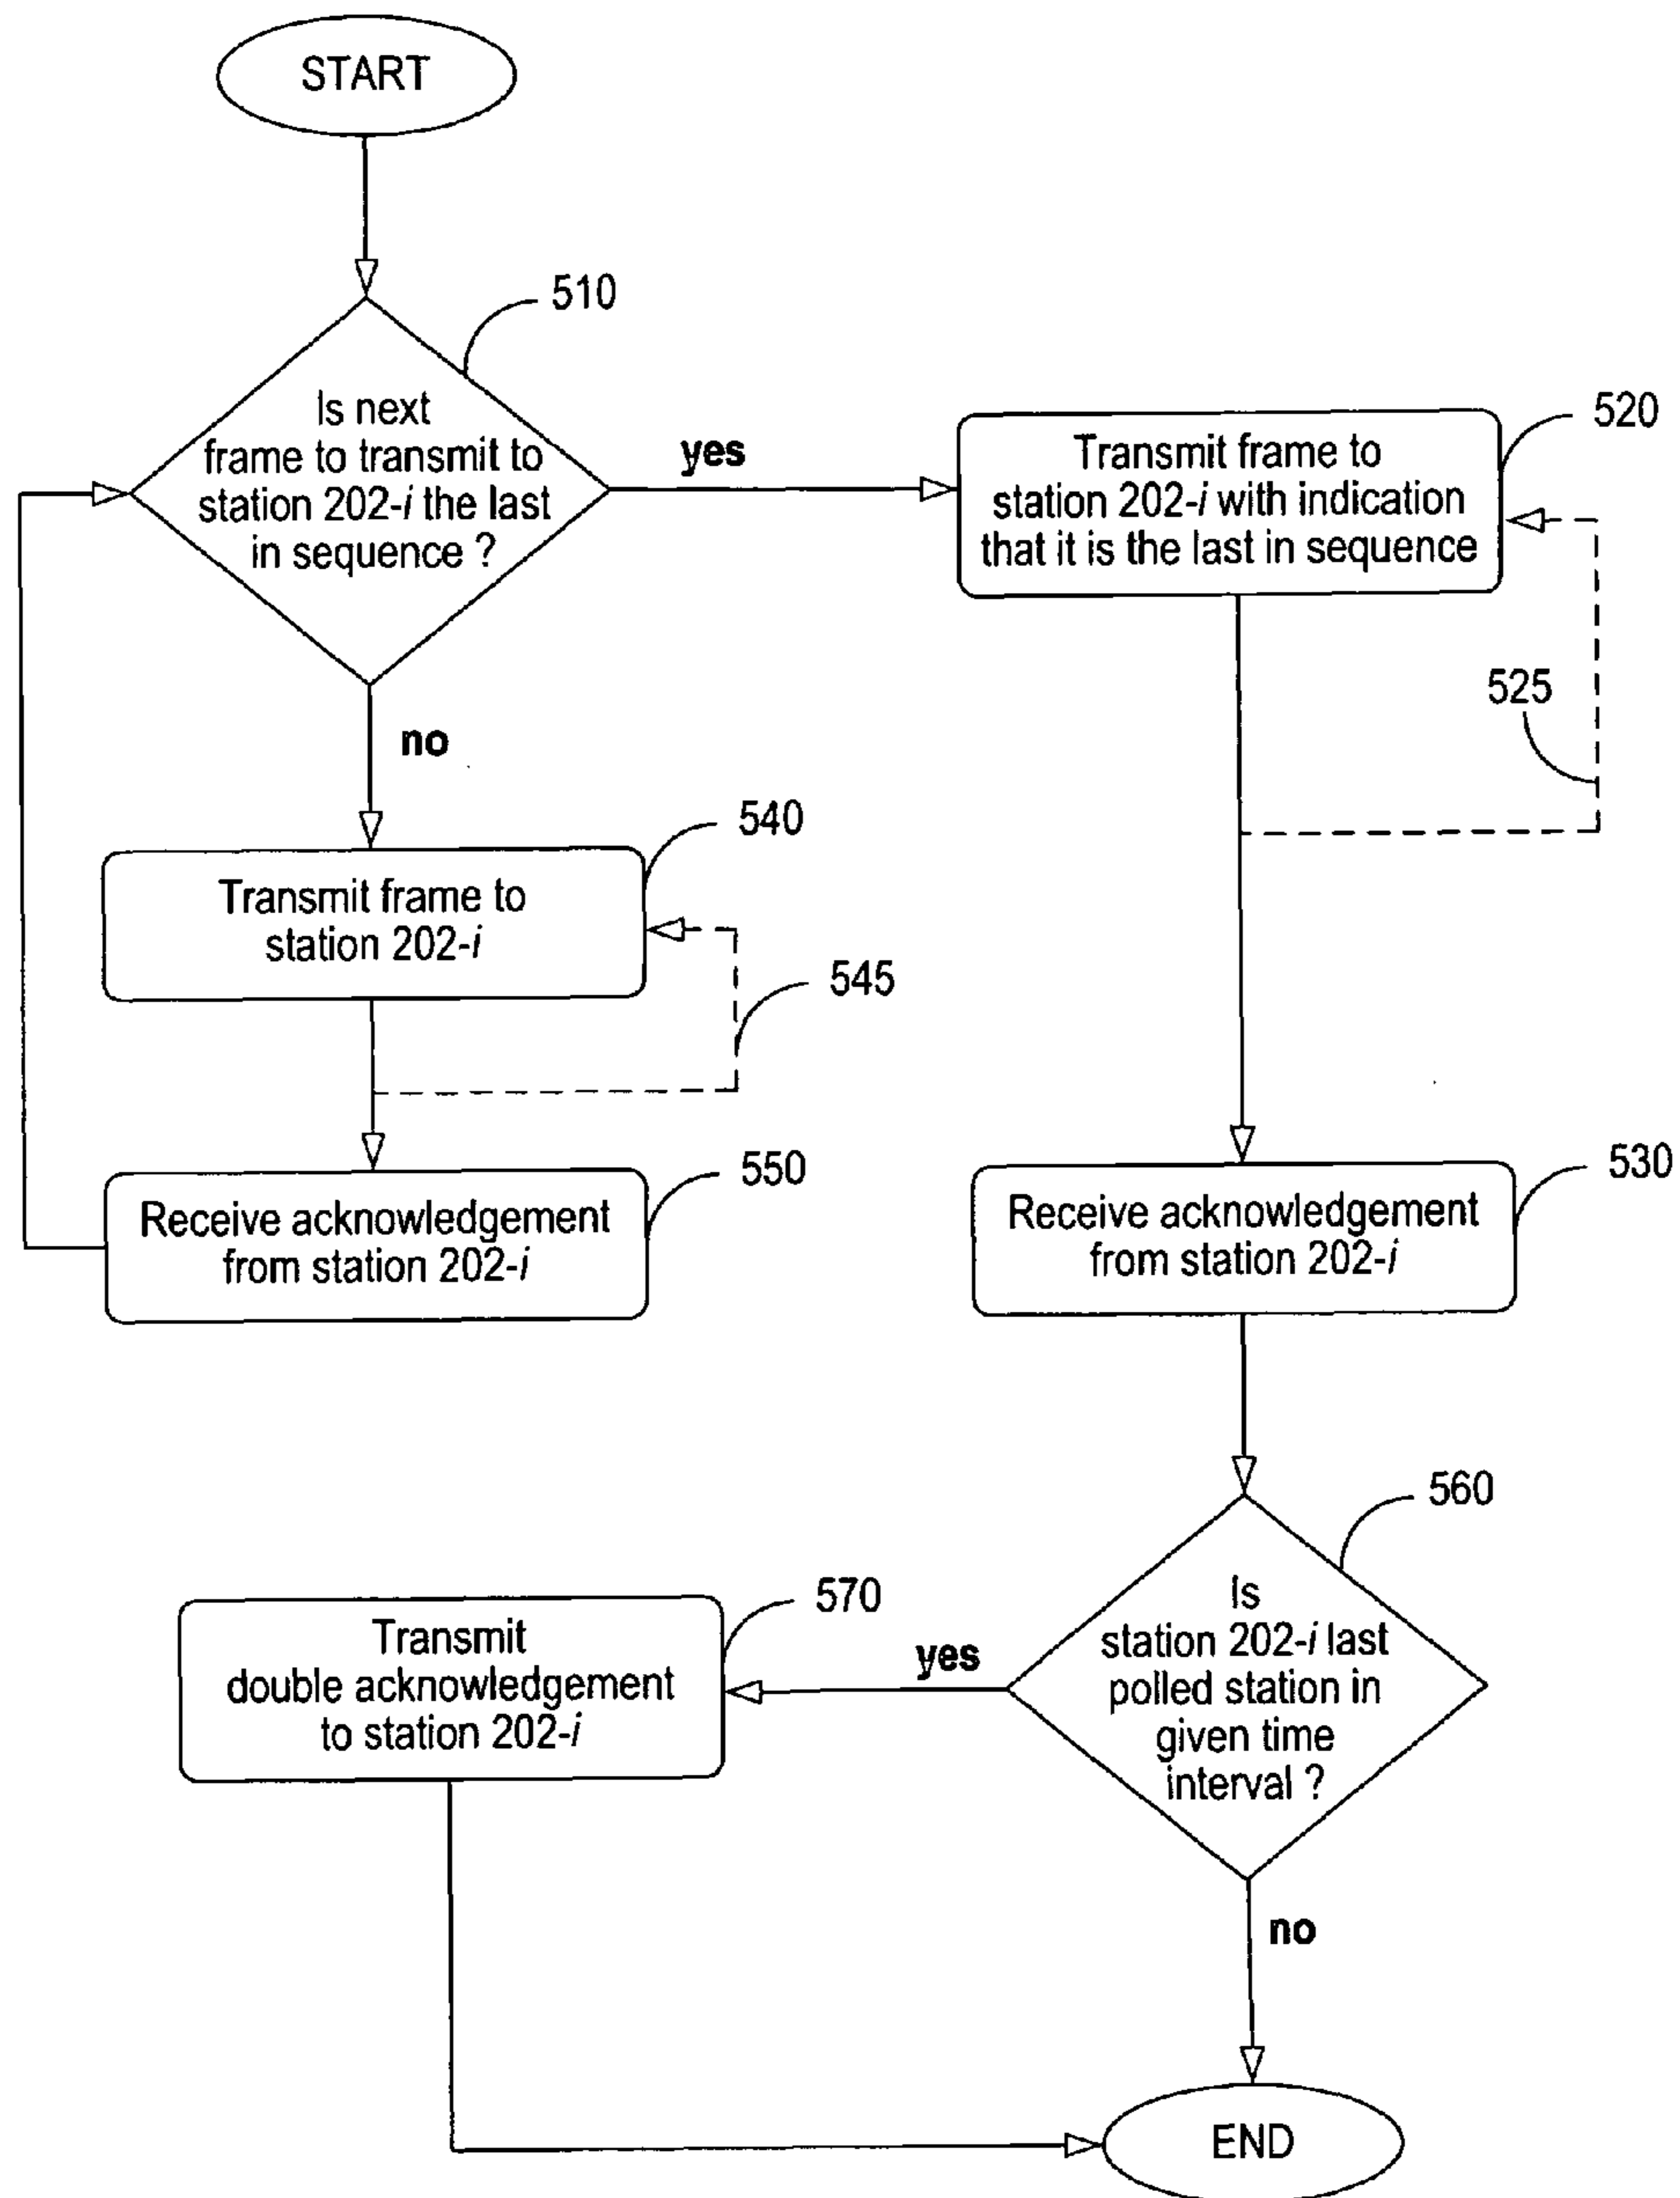 START
510
Is next
frame to transmit to
station 202-i the last
in sequence ?
yes
520
Transmit frame to
station 202-i with indication
that it is the last in sequence
525
no
540
Transmit frame to
station 202-i
545
550
Receive acknowledgement
from station 202-i
530
Receive acknowledgement
from station 202-i
560
Is
station 202-i last
polled station in
given time
interval ?
yes
570
Transmit
double acknowledgement
to station 202-i
no
END